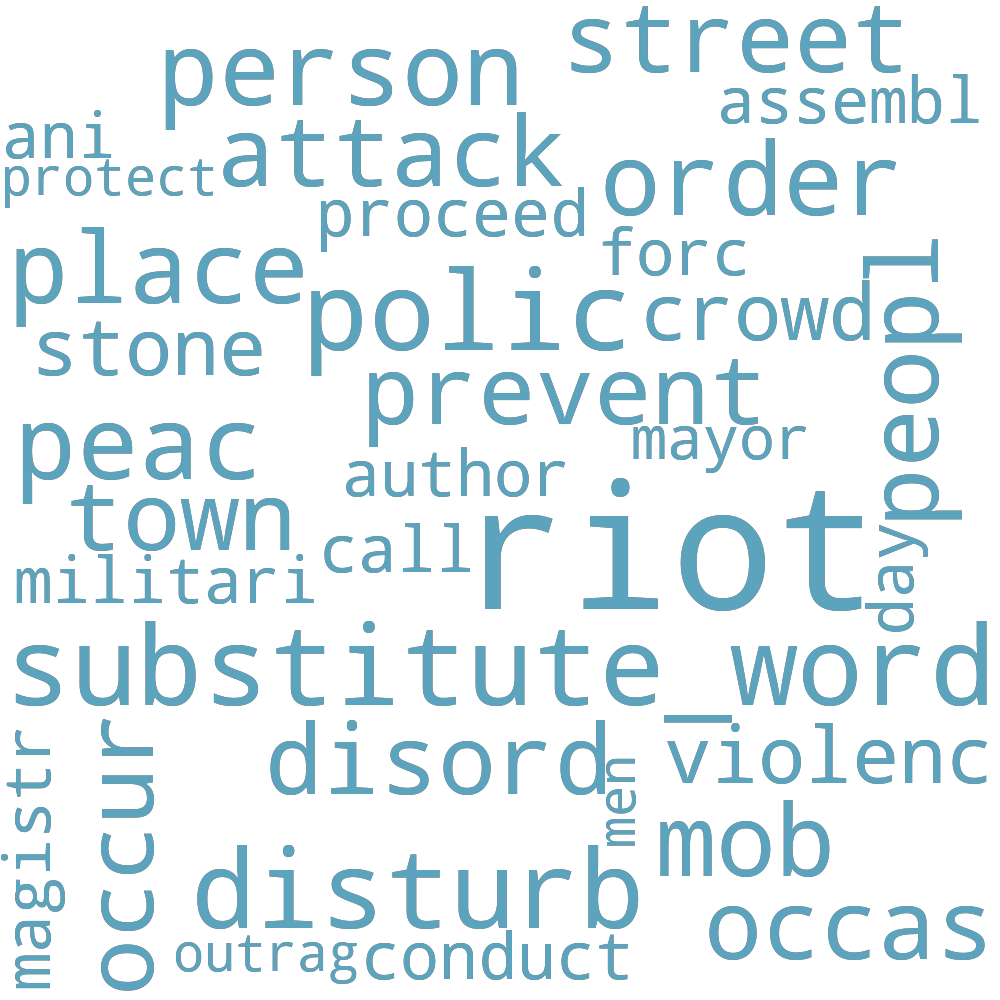 street
person
assembl
ani
attack
protect
order
proceed
place
forc
polic
crowd
peopl
stone
prevent
peac
mayor
author
town
riot
call
day
militari
substitute_word
disord
violenc
magistr
occur
men
mob
disturb
occas
outrag
conduct